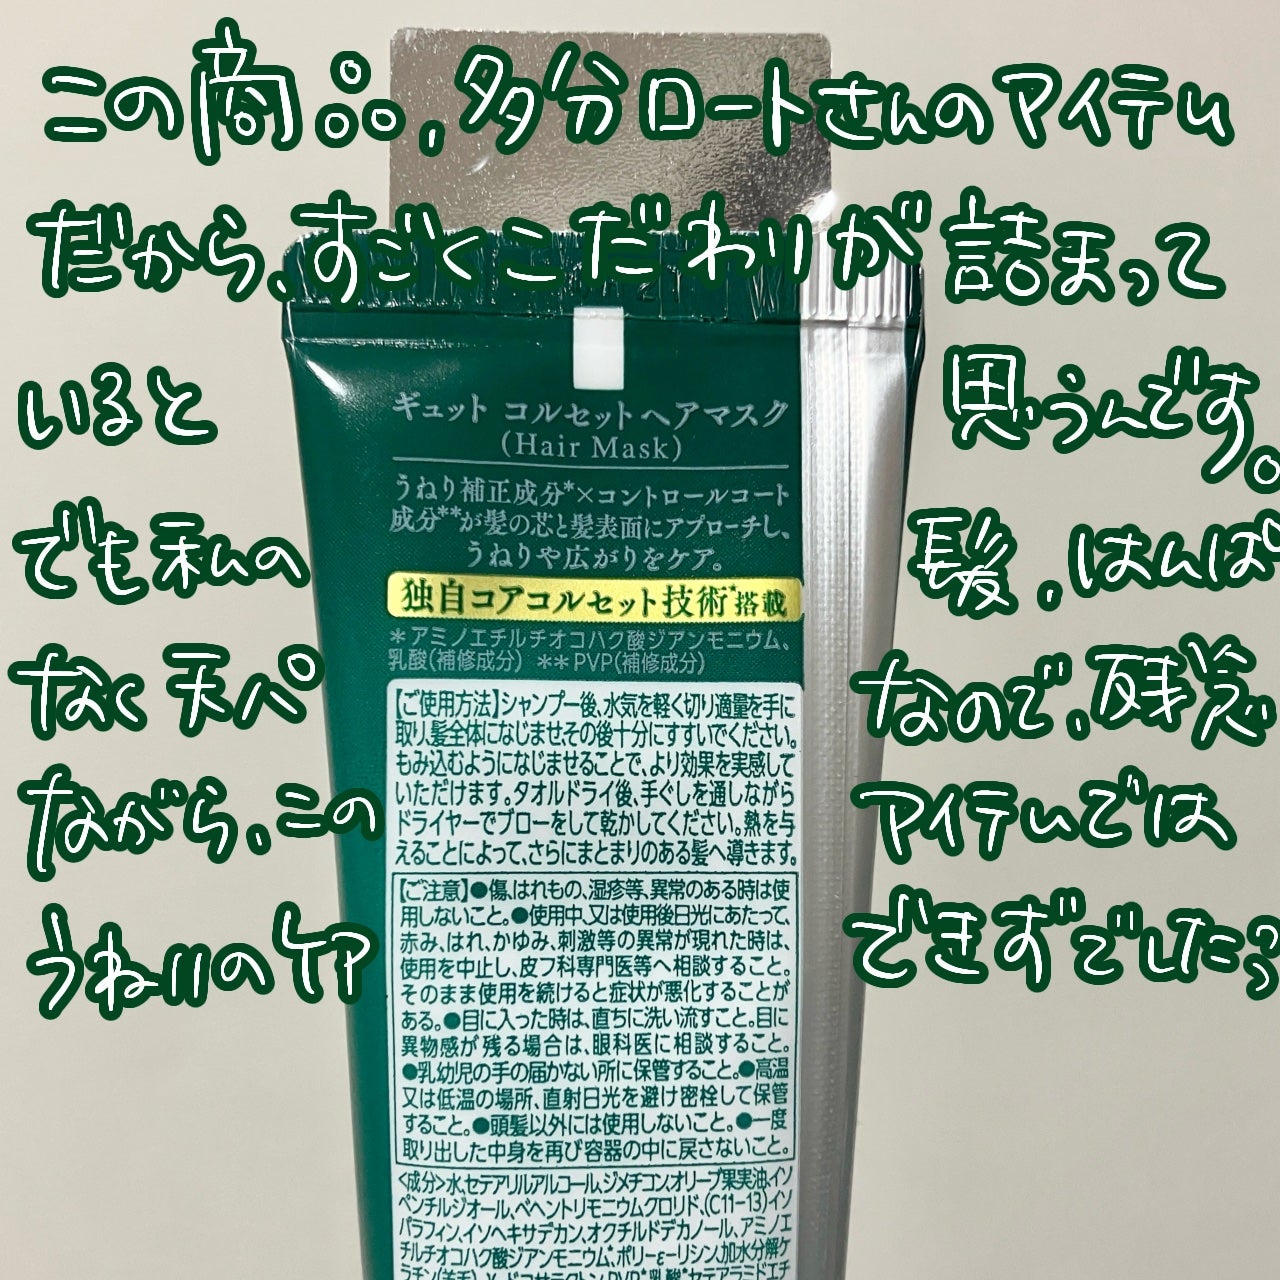 この商品,多分ロートさんのアイテム
だから、すごくこだわりが詰まって
いると思うんです。
でも私の髪,はんぱ
なく天パなので、残念
ながら、このアイテムでは
うねりのケアできずでした
ギュット コルセットヘアマスク
(Hair Mask)
うねり補正成分*×コントロールコート
成分**が髪の芯と髪表面にアプローチし、
うねりや広がりをケア。
独自コアコルセット技術*搭載
*アミノエチルチオコハク酸ジアンモニウム、
乳酸(補修成分) **PVP(補修成分)
【ご使用方法】シャンプー後、水気を軽く切り適量を手に
取り、髪全体になじませその後十分にすすいでください。
もみ込むようになじませることで、より効果を実感して
いただけます。タオルドライ後、手ぐしを通しながら
ドライヤーでブローをして乾かしてください。熱を与
えることによって、さらにまとまりのある髪へ導きます。
【ご注意】●傷、はれもの、湿疹等、異常のある時は使
用しないこと。●使用中、又は使用後日光にあたって、
赤み、はれ、かゆみ、刺激等の異常が現れた時は、
使用を中止し、皮フ科専門医等へ相談すること。
そのまま使用を続けると症状が悪化することが
ある。●目に入った時は、直ちに洗い流すこと。目に
異物感が残る場合は、眼科医に相談すること。
●乳幼児の手の届かない所に保管すること。●高温
又は低温の場所、直射日光を避け密栓して保管
すること。●頭髪以外には使用しないこと。●一度
取り出した中身を再び容器の中に戻さないこと。
<成分>水、セテアリルアルコール、ジメチコン、オリーブ果実油、イソ
ペンチルジオール、ベヘントリモニウムクロリド、(C11-13)イソ
パラフィン、イソヘキサデカン、オクチルドデカノール、アミノエ
チルチオコハク酸ジアンモニウム*、ポリ-ε-リシン、加水分解ケ